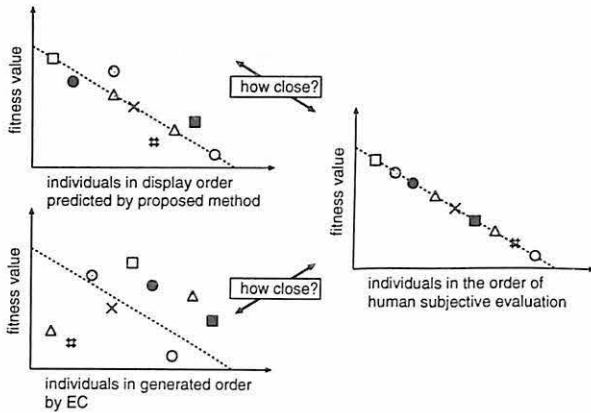 fitness value
how close?
individuals in display order
predicted by proposed method
fitness value
how close?
individuals in generated order
by EC
fitness value
individuals in the order of
human subjective evaluation